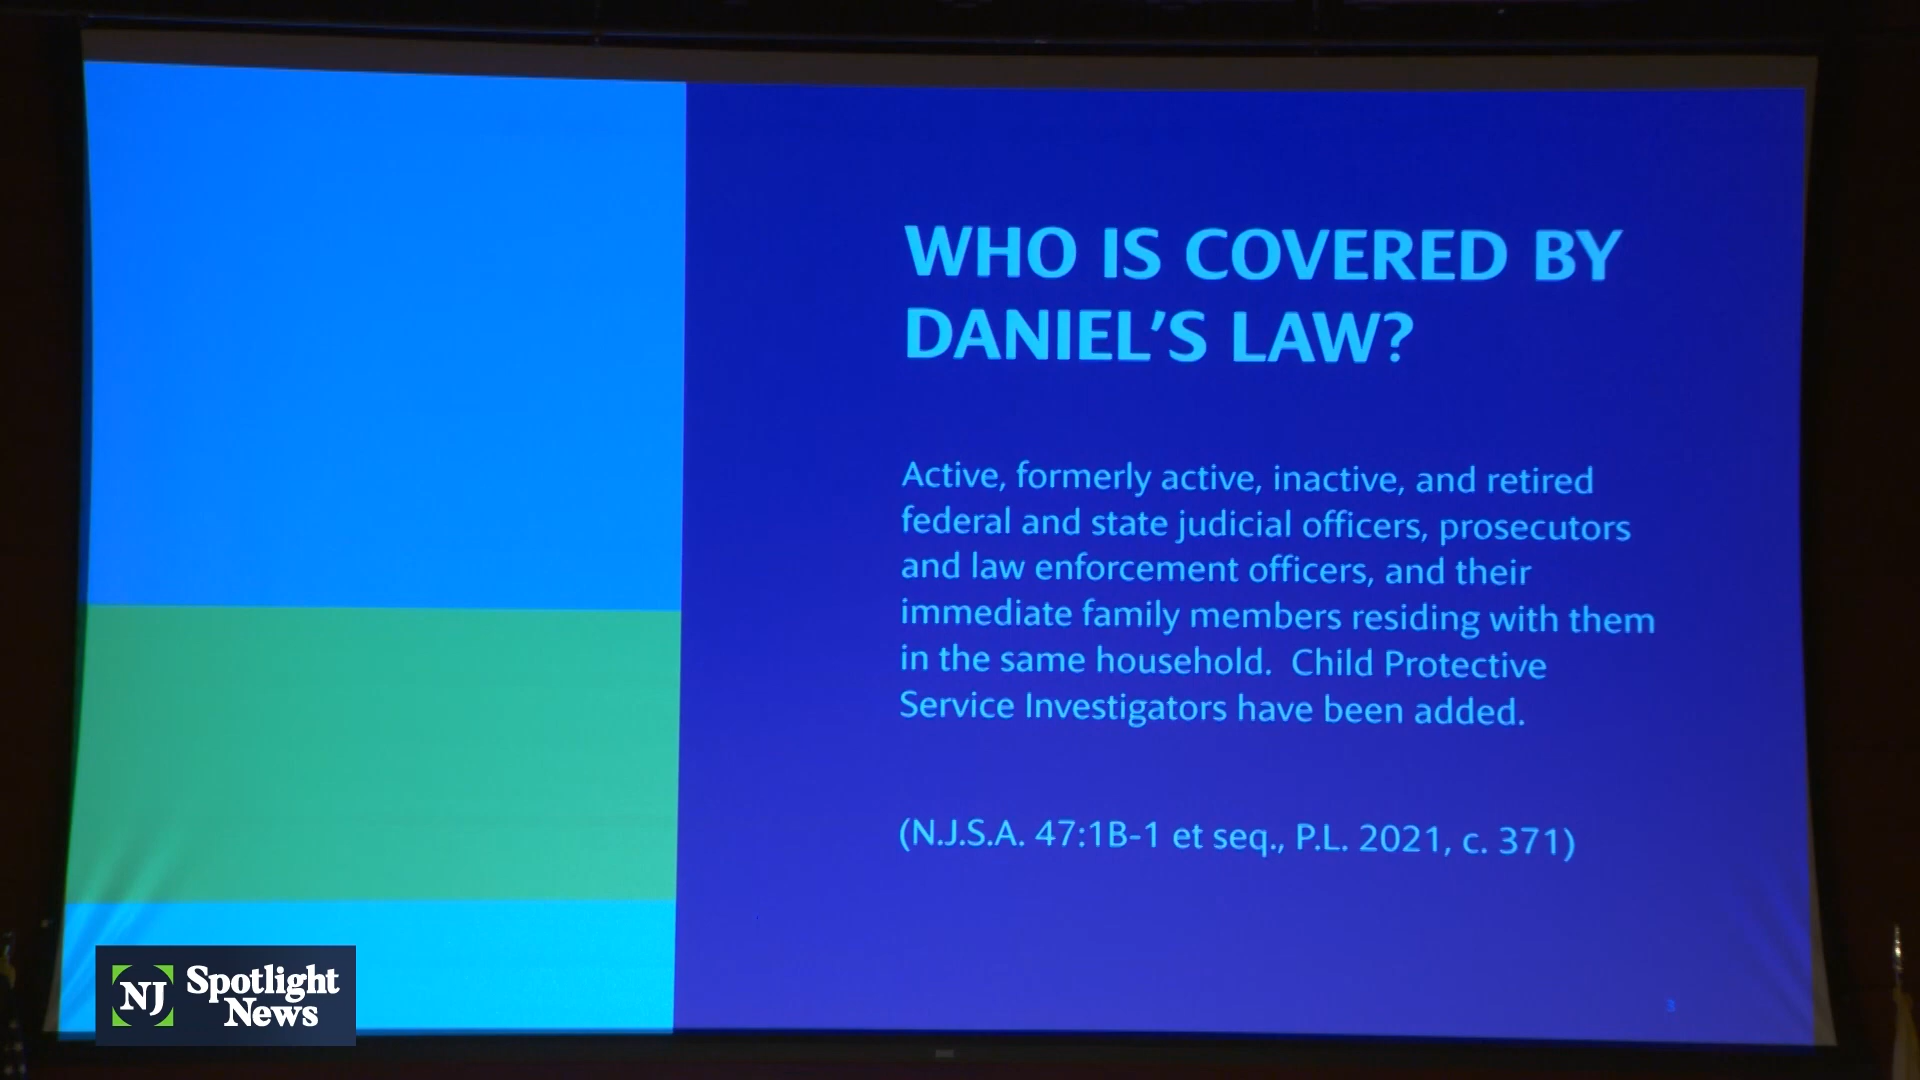 WHO IS COVERED BY
DANIEL'S LAW?
Active, formerly active, inactive, and retired
federal and state judicial officers, prosecutors
and law enforcement officers, and their
immediate family members residing with them
in the same household.  Child Protective
Service Investigators have been added.
(N.J.S.A. 47:1B-1 et seq., P.L. 2021, c. 371)
3
NJ Spotlight
News